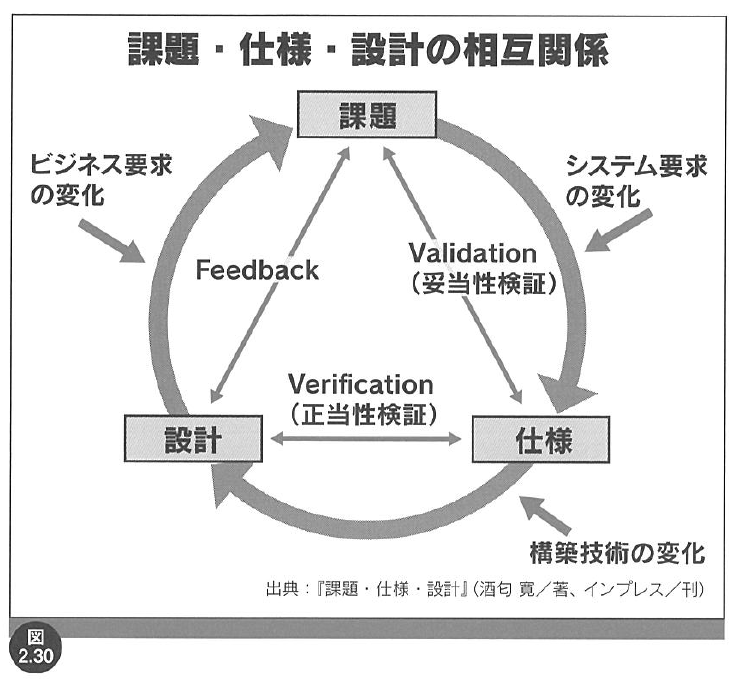 課題・仕様・設計の相互関係
課題
ビジネス要求
の変化
システム要求
の変化
Feedback
Validation
（妥当性検証）
Verification
（正当性検証）
設計
仕様
構築技術の変化
出典：『課題・仕様・設計』（酒匂 寛／著、インプレス／刊）
図
2.30